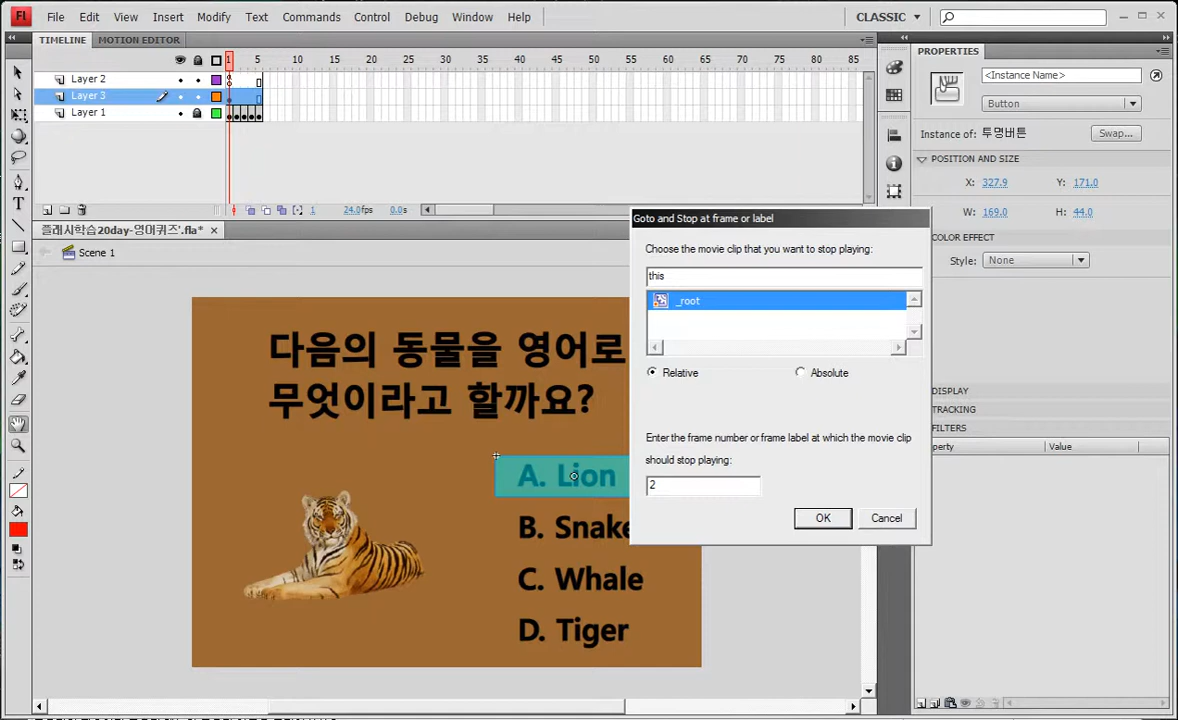 Fl File Edit View Insert Modify Text Commands Control Debug Window Help CLASSIC
TIMELINE MOTION EDITOR
1 5 10 15 20 25 30 35 40 45 50 55 60 65 70 75 80 85
Layer 2
Layer 3
Layer 1
1 24.0fps 0.0s
플래시학습20day-영어퀴즈'.fla* ×
Scene 1
다음의 동물을 영어로
무엇이라고 할까요?
A. Lion
B. Snake
C. Whale
D. Tiger
Goto and Stop at frame or label
Choose the movie clip that you want to stop playing:
this
_root
Relative Absolute
Enter the frame number or frame label at which the movie clip
should stop playing:
2
OK Cancel
PROPERTIES
<Instance Name>
Button
Instance of: 투명버튼 Swap...
POSITION AND SIZE
X: 327.9 Y: 171.0
W: 169.0 H: 44.0
COLOR EFFECT
Style: None
DISPLAY
TRACKING
FILTERS
perty Value